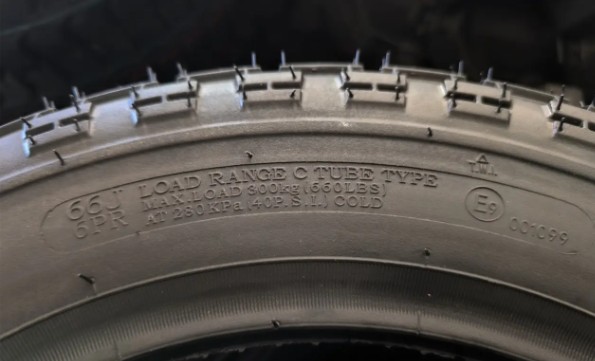 66J
6PR
LOAD RANGE C TUBE TYPE
MAX. LOAD 300kg (660LBS)
AT 280 KPa (40P.S.I.) COLD
T.W.I.
E9
001099